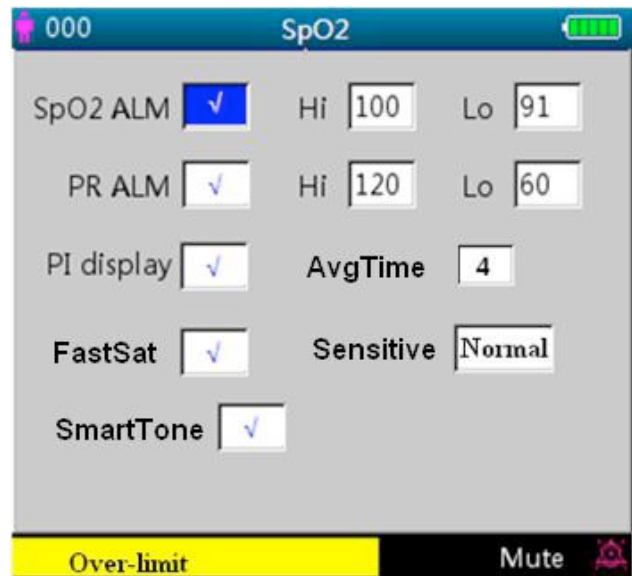 000 SpO2
SpO2 ALM √ Hi 100 Lo 91
PR ALM √ Hi 120 Lo 60
PI display √ AvgTime 4
FastSat √ Sensitive Normal
SmartTone √
Over-limit Mute